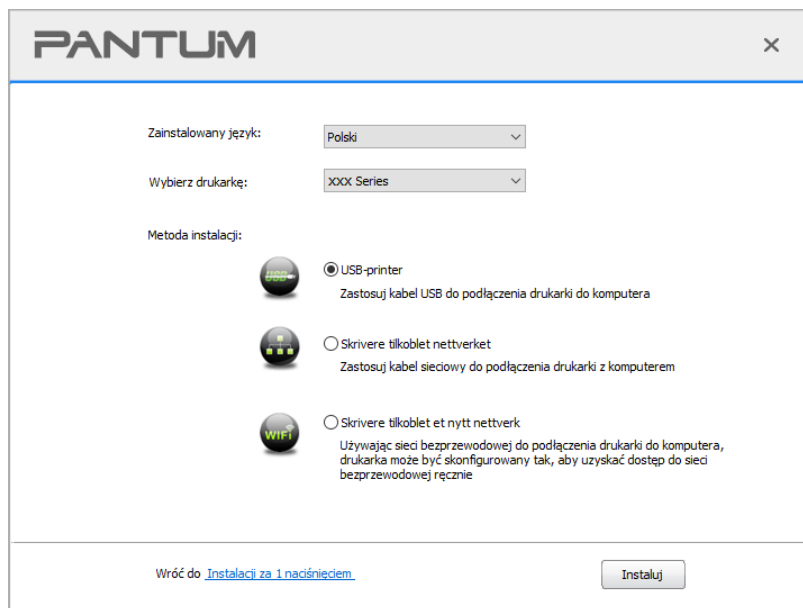 PANTUM
Zainstalowany język:
Polski
Wybierz drukarkę:
XXX Series
Metoda instalacji:
USB
USB-printer
Zastosuj kabel USB do podłączenia drukarki do komputera
Skrivere tilkoblet nettverket
Zastosuj kabel sieciowy do podłączenia drukarki z komputerem
WIFI
Skrivere tilkoblet et nytt nettverk
Używając sieci bezprzewodowej do podłączenia drukarki do komputera,
drukarka może być skonfigurowany tak, aby uzyskać dostęp do sieci
bezprzewodowej ręcznie
Wróć do Instalacji za 1 naciśnięciem
Instaluj